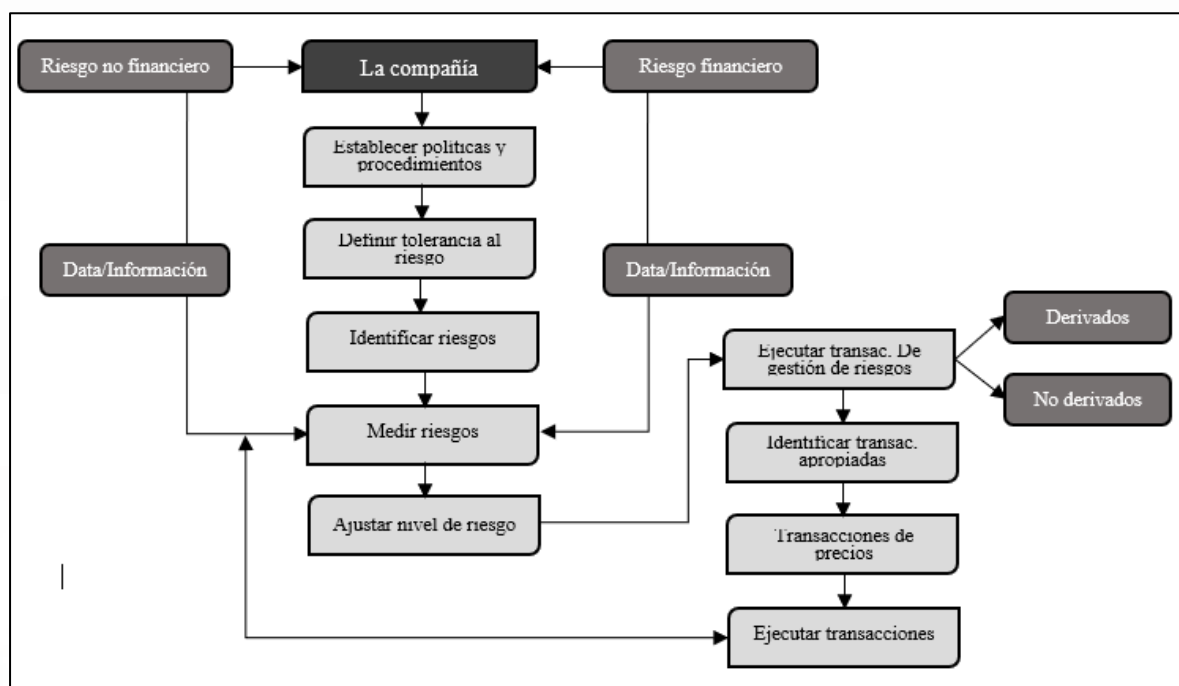 Riesgo no financiero
La compañía
Riesgo financiero
Establecer políticas y
procedimientos
Definir tolerancia al
riesgo
Data/Información
Data/Información
Identificar riesgos
Derivados
Ejecutar transac. De
gestión de riesgos
No derivados
Medir riesgos
Identificar transac.
apropiadas
Ajustar nivel de riesgo
Transacciones de
precios
Ejecutar transacciones